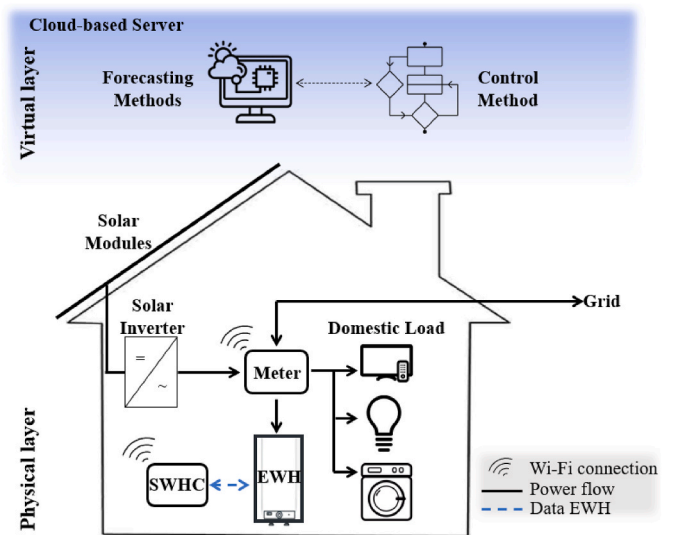 Cloud-based Server
Virtual layer
Forecasting
Methods
Control
Method
Solar
Modules
Grid
Solar
Inverter
Domestic Load
=
~
Meter
Physical layer
SWHC
EWH
Wi-Fi connection
Power flow
Data EWH